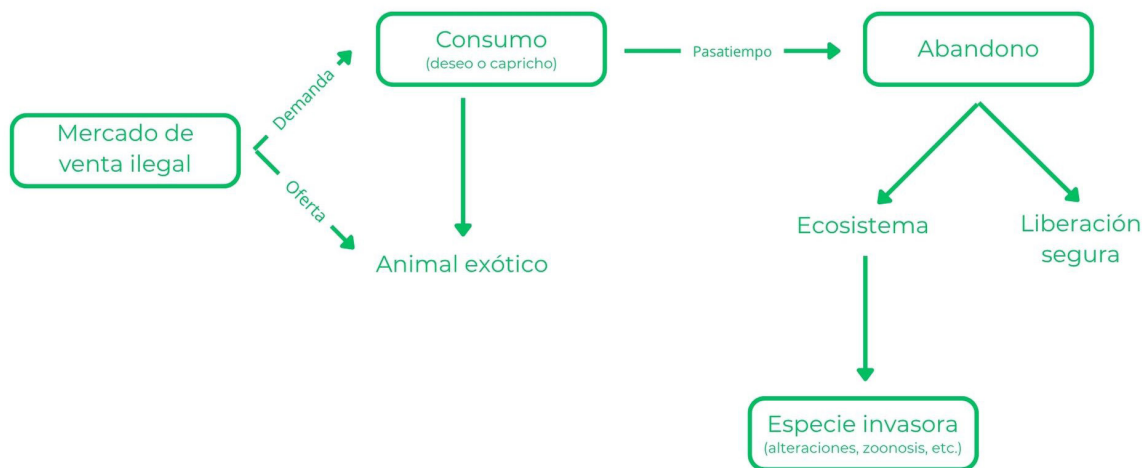 Mercado de
venta ilegal
Demanda
Oferta
Consumo
(deseo o capricho)
Animal exótico
Pasatiempo
Abandono
Ecosistema
Liberación
segura
Especie invasora
(alteraciones, zoonosis, etc.)